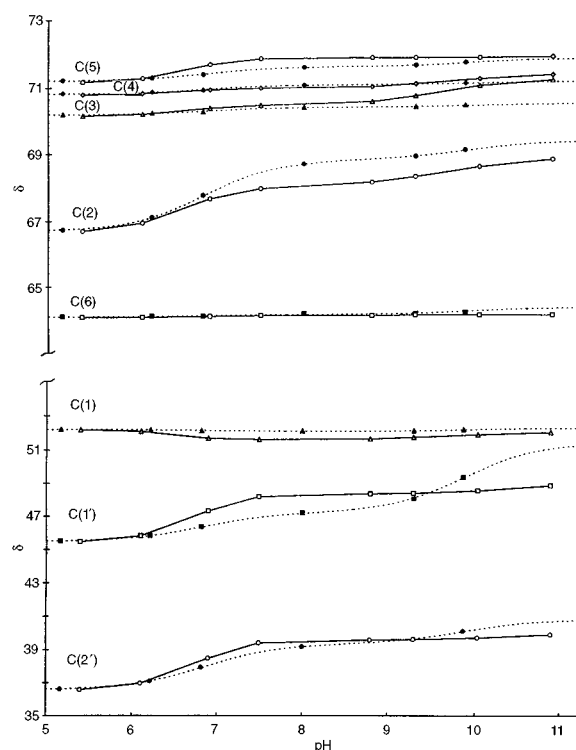 73
C(5)
C(4)
71
C(3)
69
δ
C(2)
67
65
C(6)
C(1)
51
C(1')
47
δ
43
39
C(2')
35
5 6 7 8 9 10 11
pH